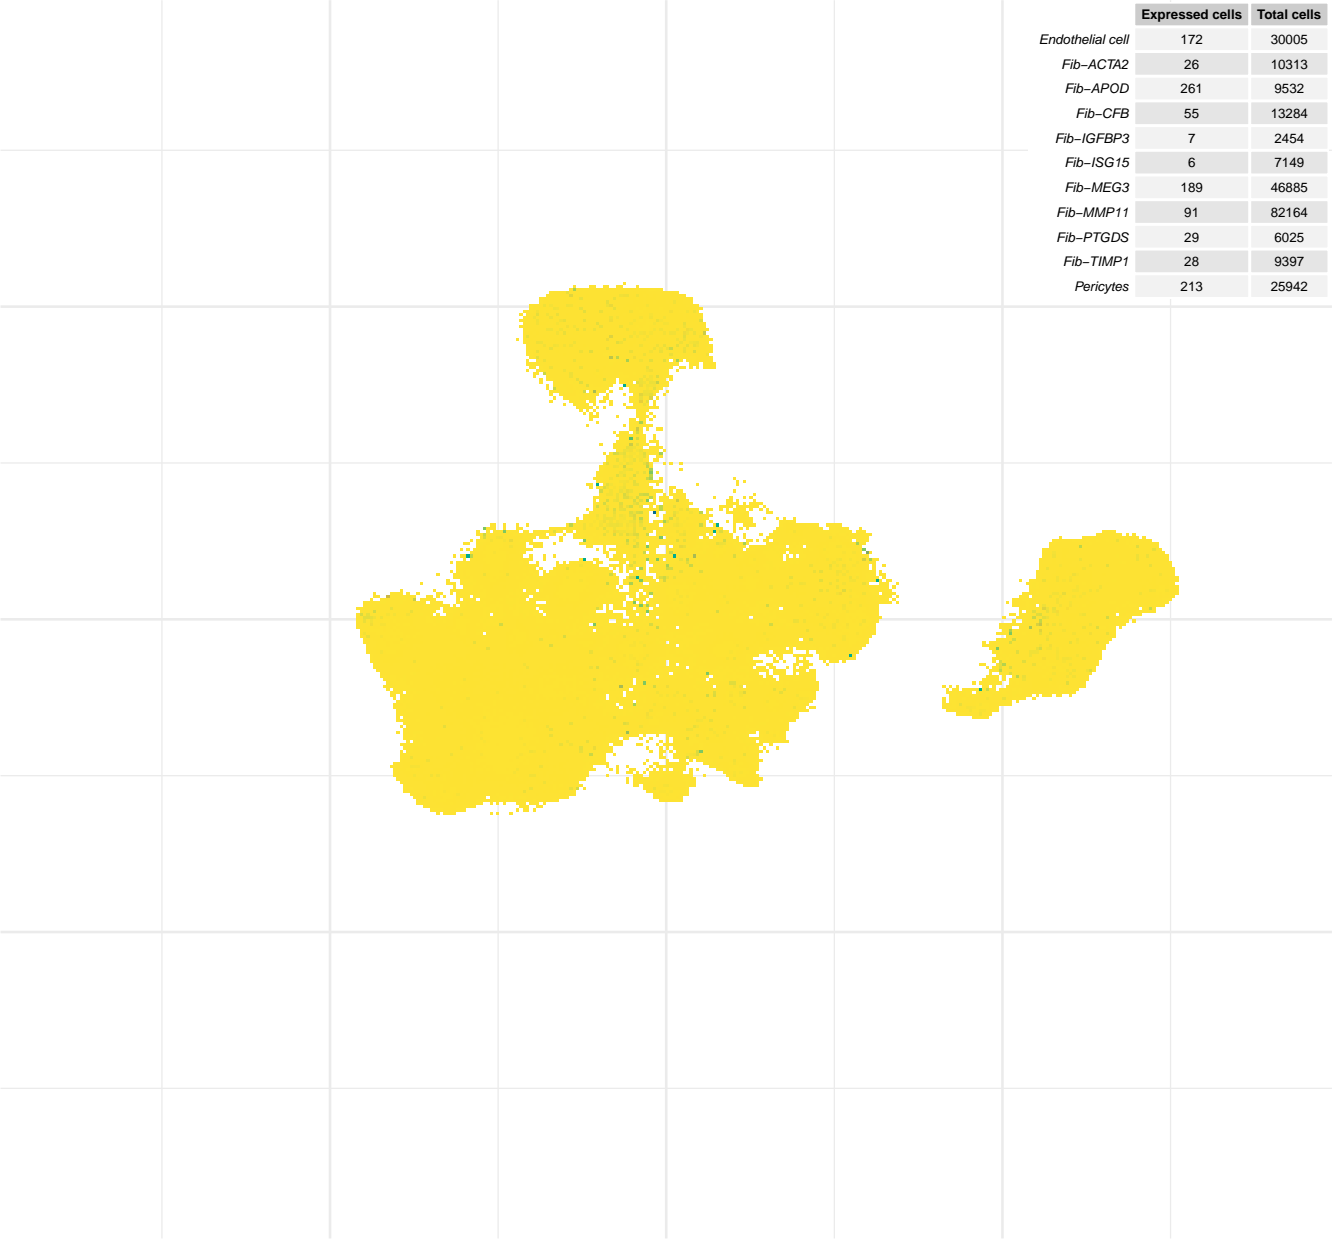 Expressed cells Total cells
Endothelial cell 172 30005
Fib−ACTA2 26 10313
Fib−APOD 261 9532
Fib−CFB 55 13284
Fib−IGFBP3 7 2454
Fib−ISG15 6 7149
Fib−MEG3 189 46885
Fib−MMP11 91 82164
Fib−PTGDS 29 6025
Fib−TIMP1 28 9397
Pericytes 213 25942